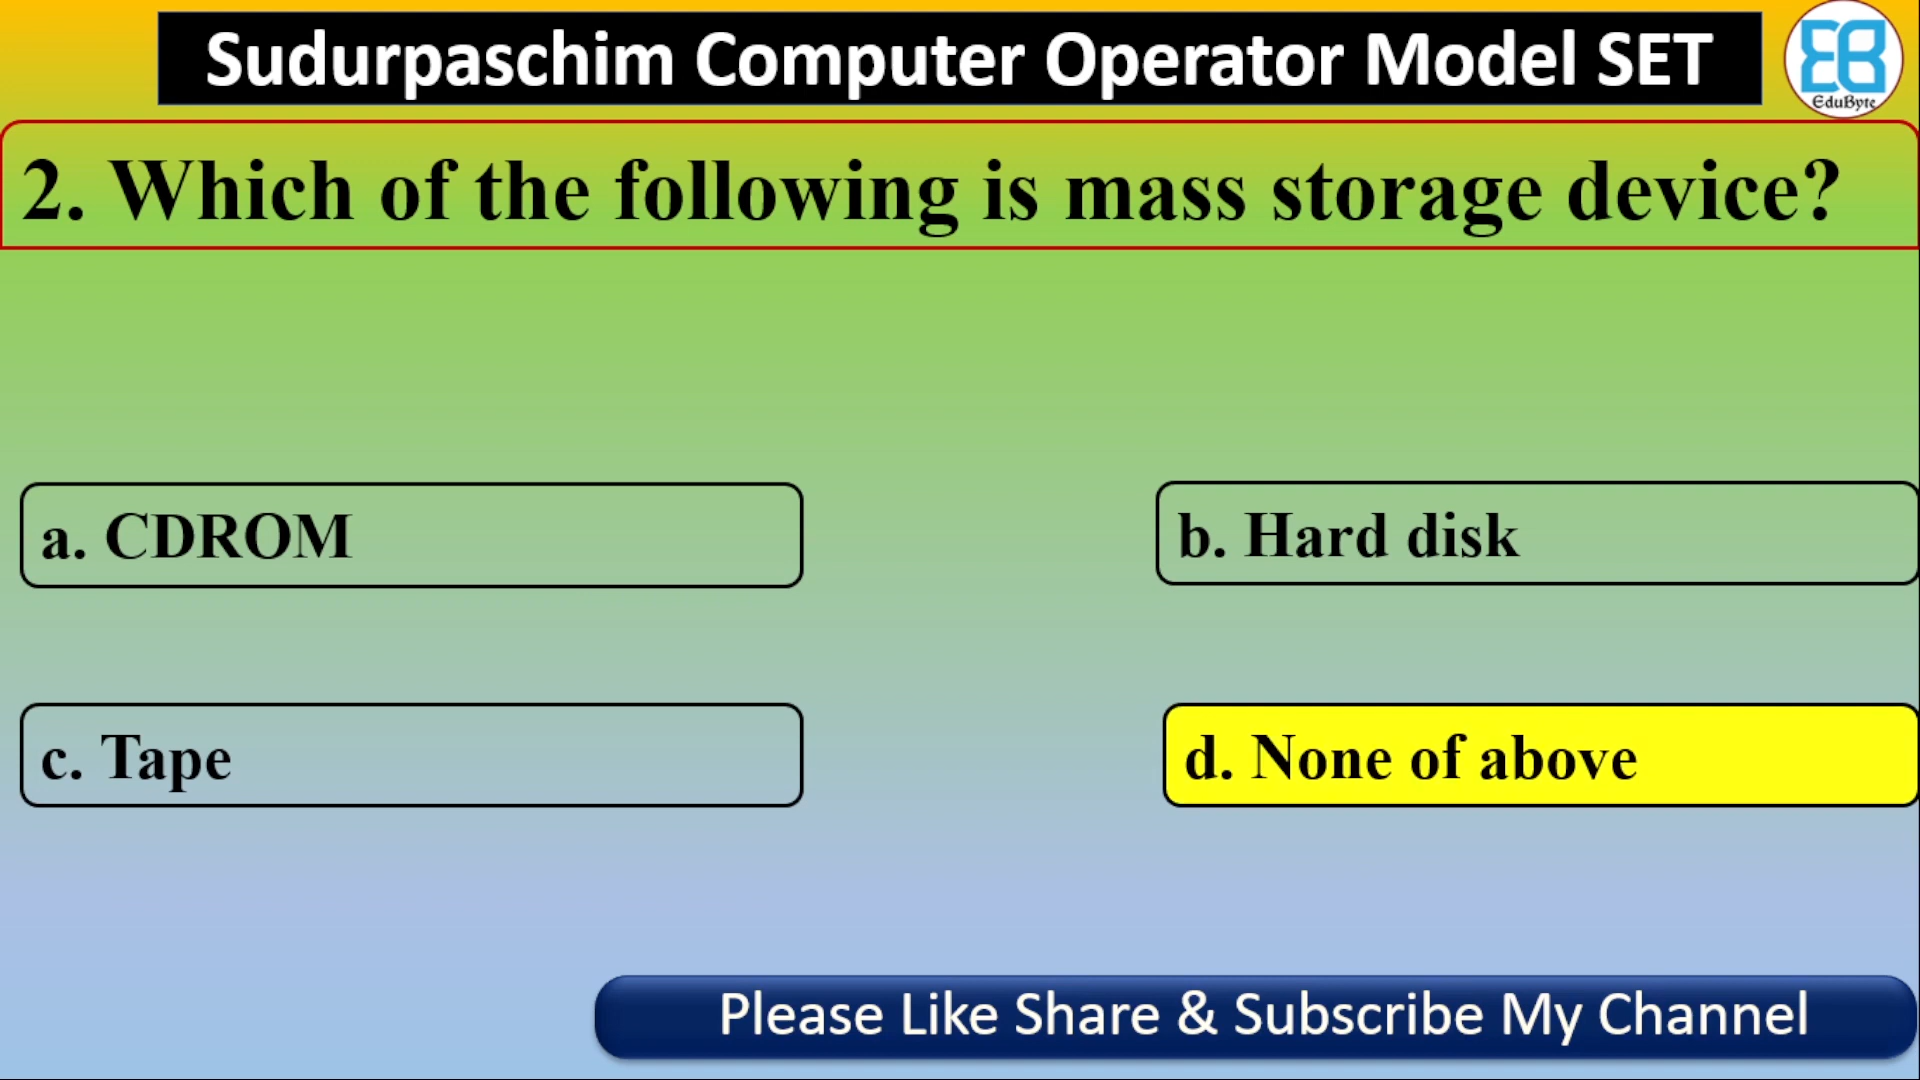 Sudurpaschim Computer Operator Model SET
EduByte
2. Which of the following is mass storage device?
a. CDROM
b. Hard disk
c. Tape
d. None of above
Please Like Share & Subscribe My Channel